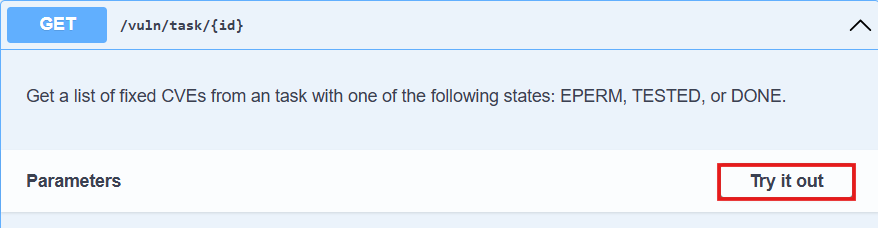 GET /vuln/task/{id}
Get a list of fixed CVEs from an task with one of the following states: EPERM, TESTED, or DONE.
Parameters Try it out